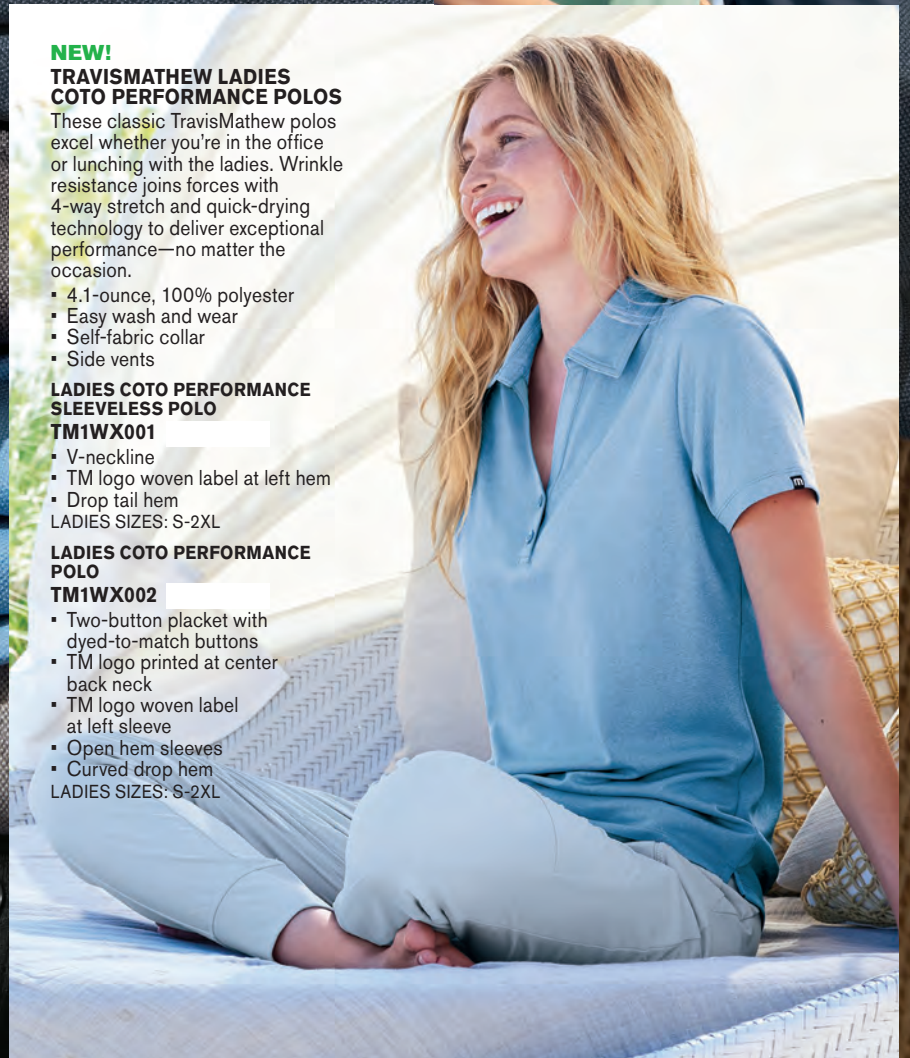 NEW!
TRAVISMATHEW LADIES
COTO PERFORMANCE POLOS
These classic TravisMathew polos
excel whether you're in the office
or lunching with the ladies. Wrinkle
resistance joins forces with
4-way stretch and quick-drying
technology to deliver exceptional
performance—no matter the
occasion.
▪ 4.1-ounce, 100% polyester
▪ Easy wash and wear
▪ Self-fabric collar
▪ Side vents
LADIES COTO PERFORMANCE
SLEEVELESS POLO
TM1WX001
▪ V-neckline
▪ TM logo woven label at left hem
▪ Drop tail hem
LADIES SIZES: S-2XL
LADIES COTO PERFORMANCE
POLO
TM1WX002
▪ Two-button placket with
dyed-to-match buttons
▪ TM logo printed at center
back neck
▪ TM logo woven label
at left sleeve
▪ Open hem sleeves
▪ Curved drop hem
LADIES SIZES: S-2XL
m